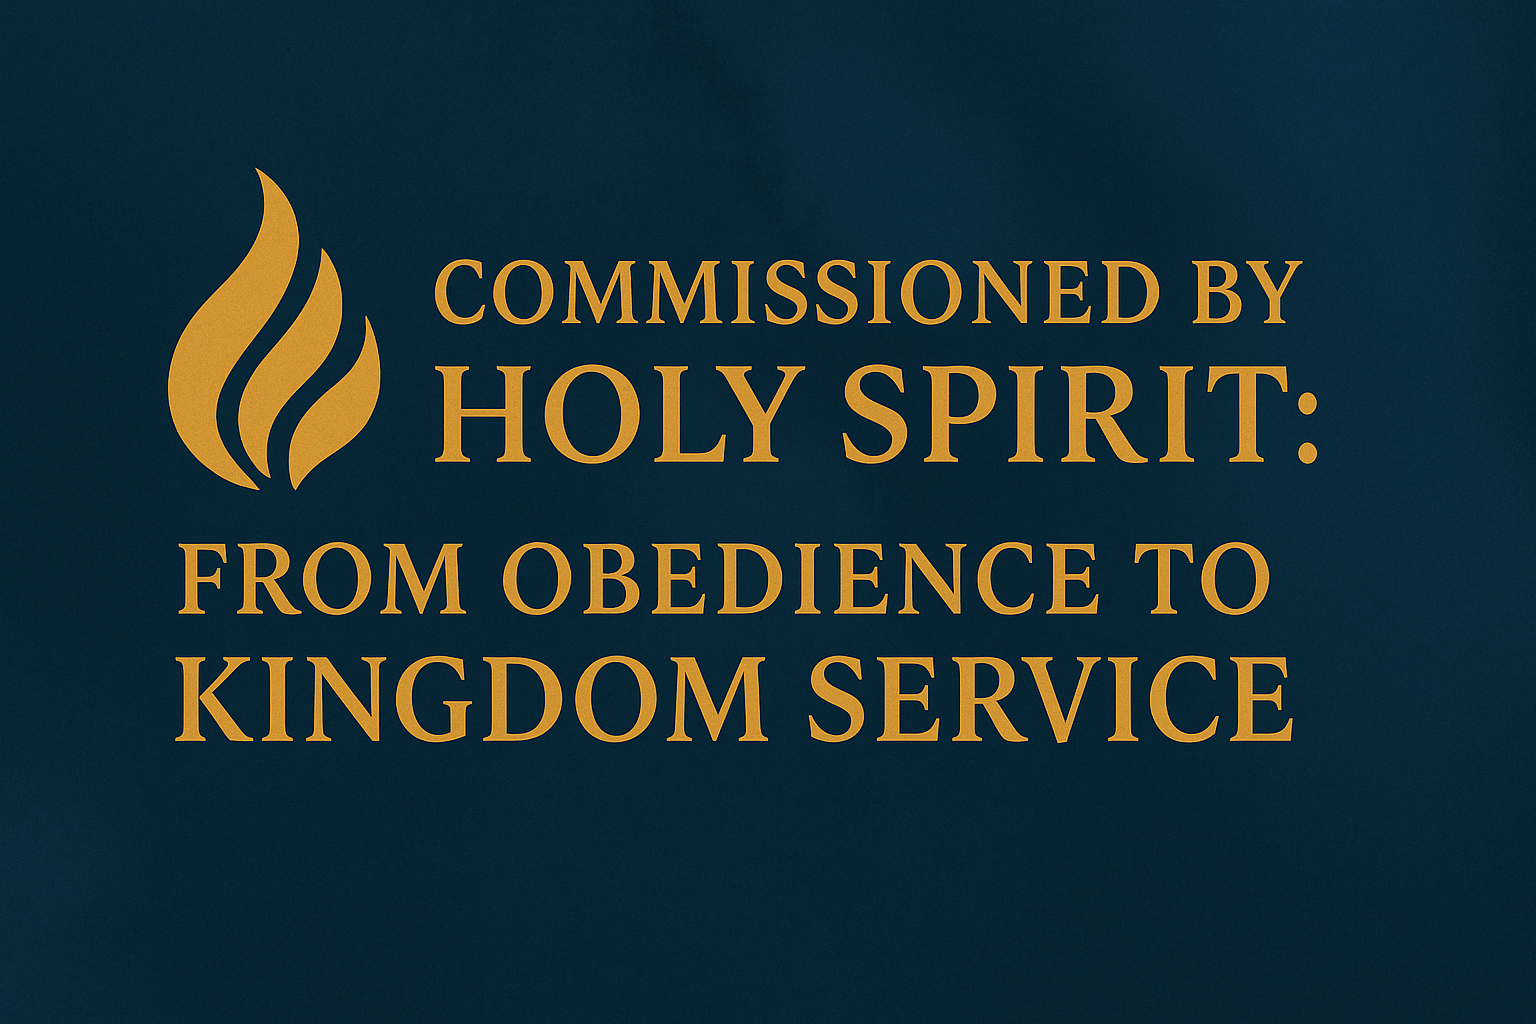 COMMISSIONED BY
HOLY SPIRIT:
FROM OBEDIENCE TO
KINGDOM SERVICE